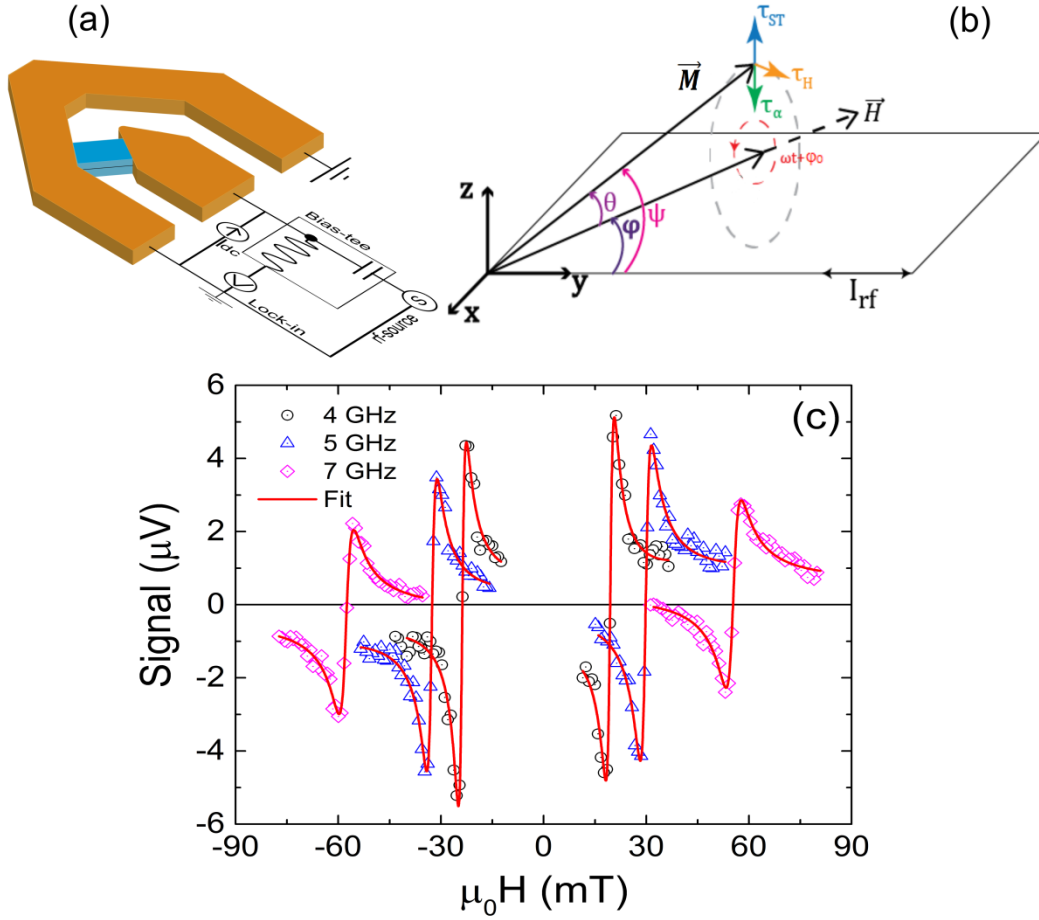 (a)
Idc
Bias-tee
Lock-in
rf-source
S
(b)
τST
M
τH
τα
H
ωt+φ0
z
θ
ψ
φ
y
x
Irf
(c)
4 GHz
5 GHz
7 GHz
Fit
Signal (μV)
6
4
2
0
-2
-4
-6
-90 -60 -30 0 30 60 90
μ0H (mT)